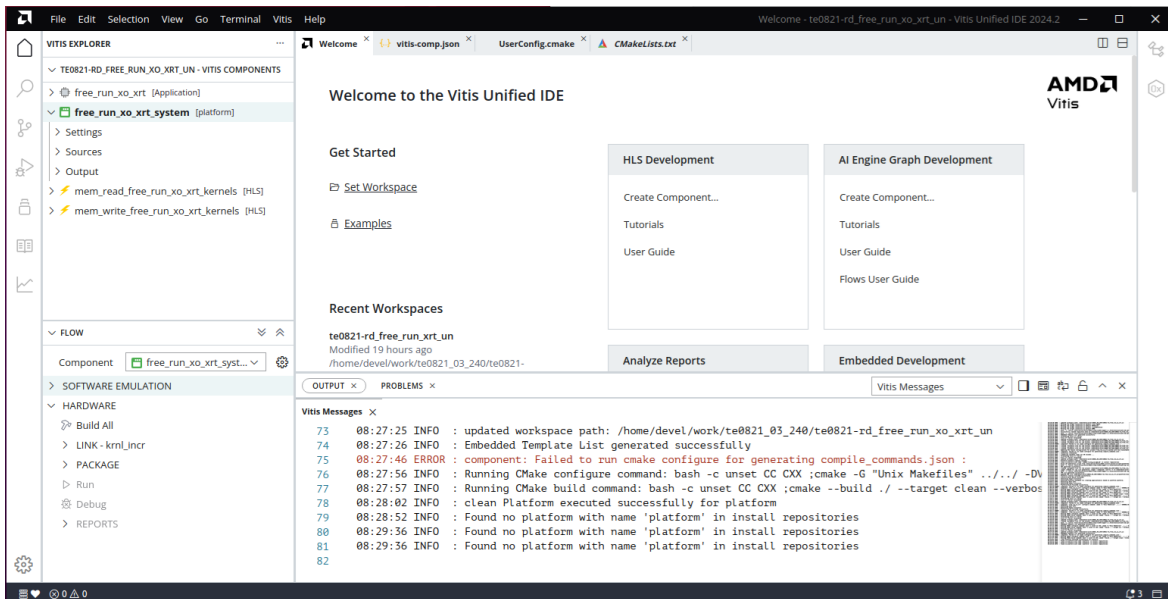 File Edit Selection View Go Terminal Vitis Help
Welcome - te0821-rd_free_run_xo_xrt_un - Vitis Unified IDE 2024.2
VITIS EXPLORER
TE0821-RD_FREE_RUN_XO_XRT_UN - VITIS COMPONENTS
free_run_xo_xrt [Application]
free_run_xo_xrt_system [platform]
Settings
Sources
Output
mem_read_free_run_xo_xrt_kernels [HLS]
mem_write_free_run_xo_xrt_kernels [HLS]
FLOW
Component free_run_xo_xrt_syst...
SOFTWARE EMULATION
HARDWARE
Build All
LINK - krnl_incr
PACKAGE
Run
Debug
REPORTS
Welcome vitis-comp.json UserConfig.cmake CMakeLists.txt
Welcome to the Vitis Unified IDE
AMD
Vitis
Get Started
Set Workspace
Examples
Recent Workspaces
te0821-rd_free_run_xrt_un
Modified 19 hours ago
/home/devel/work/te0821_03_240/te0821-
HLS Development
Create Component...
Tutorials
User Guide
AI Engine Graph Development
Create Component...
Tutorials
User Guide
Flows User Guide
Analyze Reports
Embedded Development
OUTPUT PROBLEMS
Vitis Messages
Vitis Messages
73 08:27:25 INFO : updated workspace path: /home/devel/work/te0821_03_240/te0821-rd_free_run_xo_xrt_un
74 08:27:26 INFO : Embedded Template List generated successfully
75 08:27:46 ERROR : component: Failed to run cmake configure for generating compile_commands.json :
76 08:27:56 INFO : Running CMake configure command: bash -c unset CC CXX ;cmake -G "Unix Makefiles" ../../ -DV
77 08:27:57 INFO : Running CMake build command: bash -c unset CC CXX ;cmake --build ./ --target clean --verbos
78 08:28:02 INFO : clean Platform executed successfully for platform
79 08:28:52 INFO : Found no platform with name 'platform' in install repositories
80 08:29:36 INFO : Found no platform with name 'platform' in install repositories
81 08:29:36 INFO : Found no platform with name 'platform' in install repositories
82
0 0
3